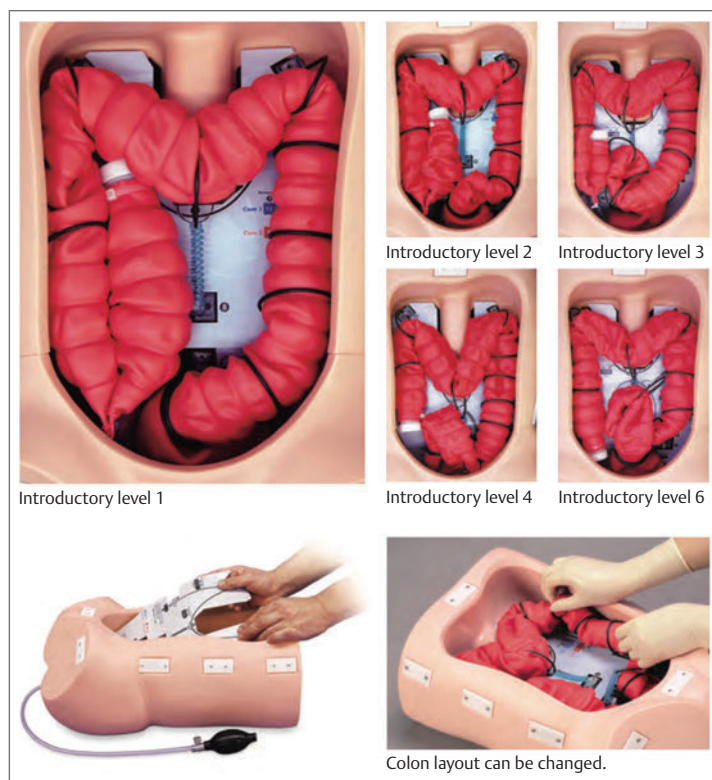 Introductory level 1
Introductory level 2
Introductory level 3
Introductory level 4
Introductory level 6
Colon layout can be changed.